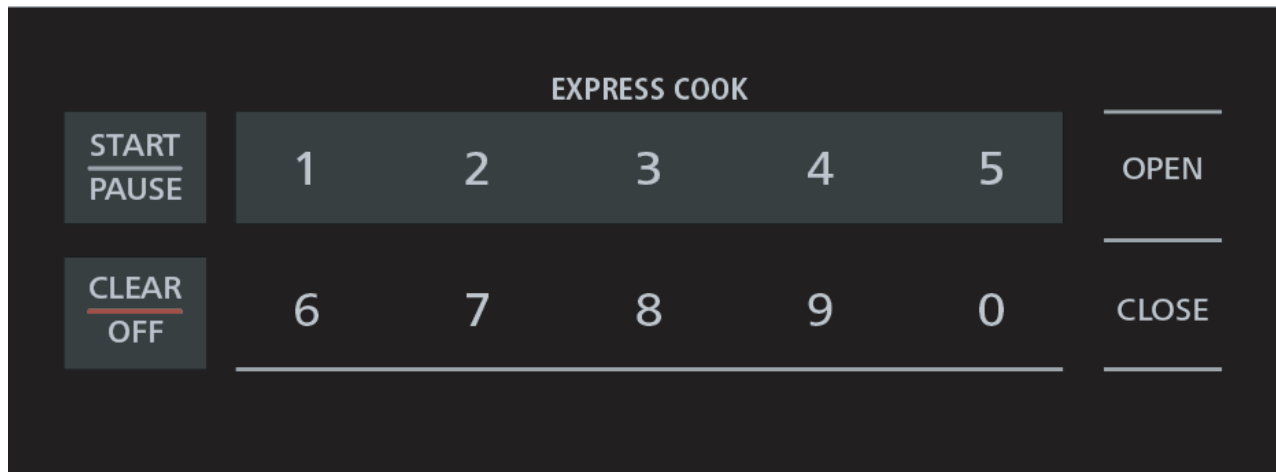 EXPRESS COOK
START
PAUSE
1 2 3 4 5
OPEN
CLEAR
OFF
6 7 8 9 0
CLOSE